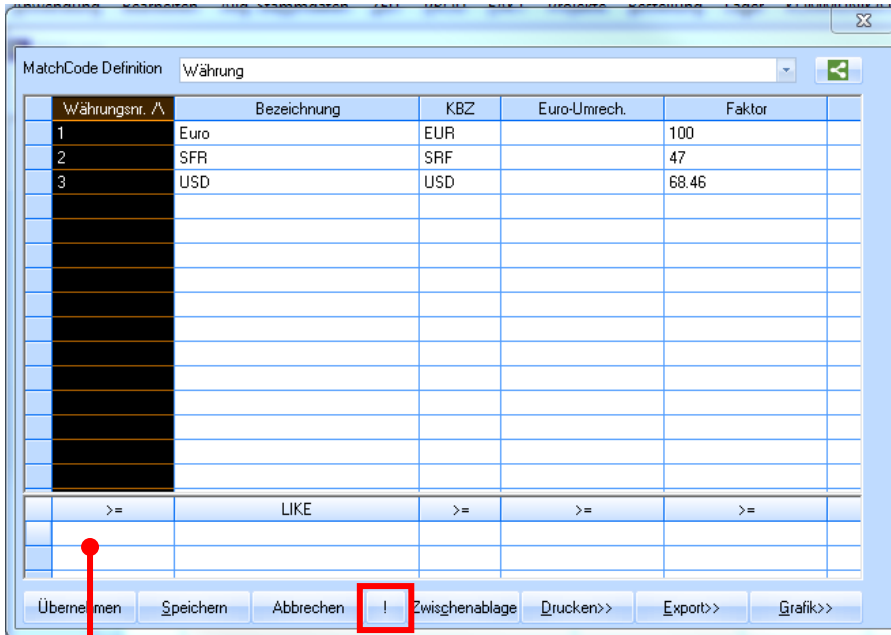 MatchCode Definition Währung
Währungsnr. /\ Bezeichnung KBZ Euro-Umrech. Faktor
1 Euro EUR 100
2 SFR SRF 47
3 USD USD 68.46
>= LIKE >= >= >=
Übernehmen Speichern Abbrechen ! Zwischenablage Drucken>> Export>> Grafik>>